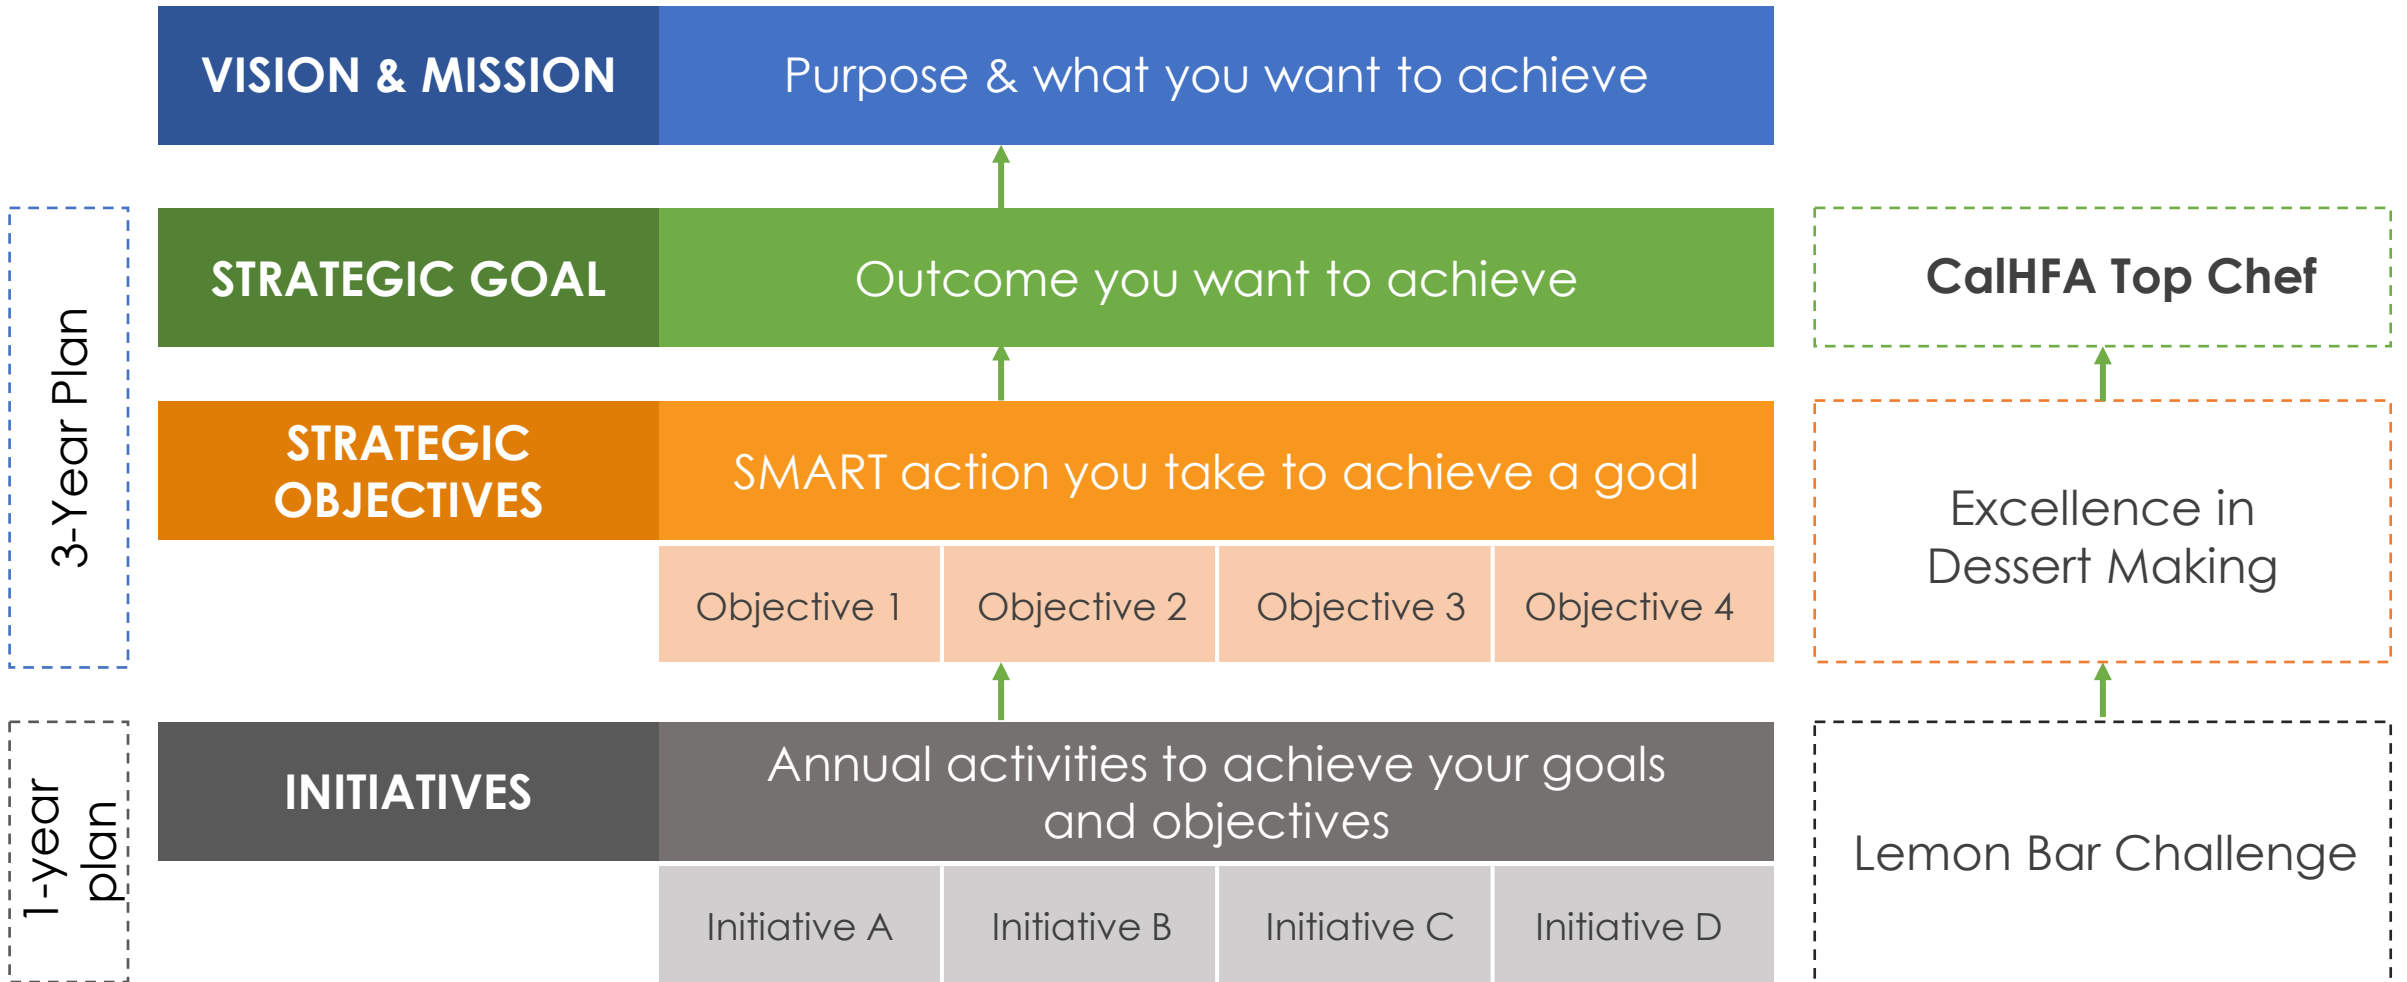 VISION & MISSION
Purpose & what you want to achieve
3-Year Plan
STRATEGIC GOAL
Outcome you want to achieve
CalHFA Top Chef
STRATEGIC
OBJECTIVES
SMART action you take to achieve a goal
Objective 1
Objective 2
Objective 3
Objective 4
Excellence in
Dessert Making
1-year
plan
INITIATIVES
Annual activities to achieve your goals
and objectives
Initiative A
Initiative B
Initiative C
Initiative D
Lemon Bar Challenge